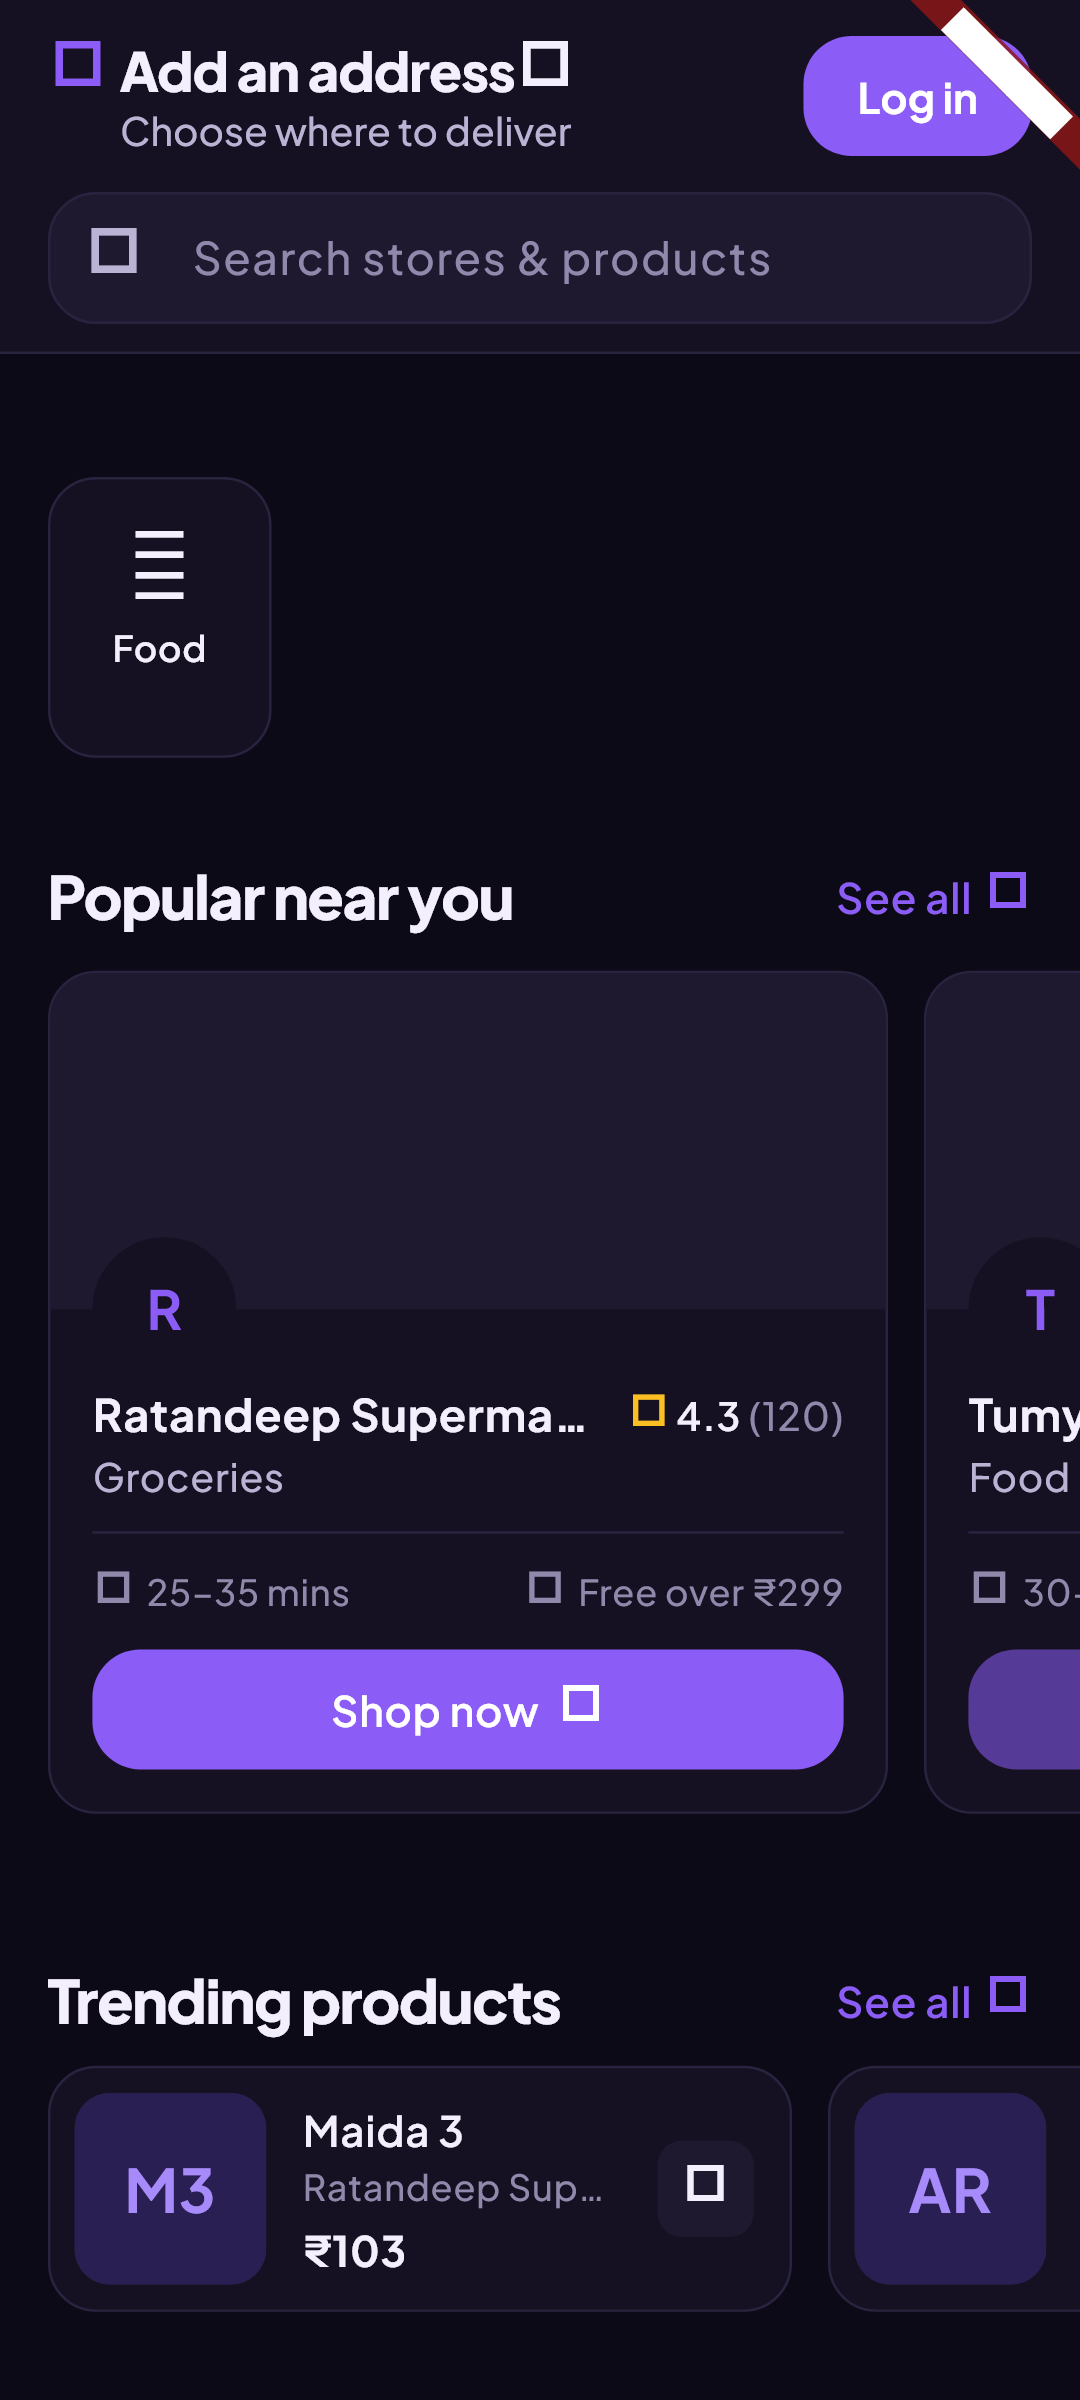 Add an address
Log in
Choose where to deliver
Search stores & products
Food
Popular near you
See all
R
T
Ratandeep Superma…
4.3 (120)
Tumy
Groceries
Food
25–35 mins
Free over ₹299
30-
Shop now
Trending products
See all
M3
Maida 3
Ratandeep Sup…
₹103
AR